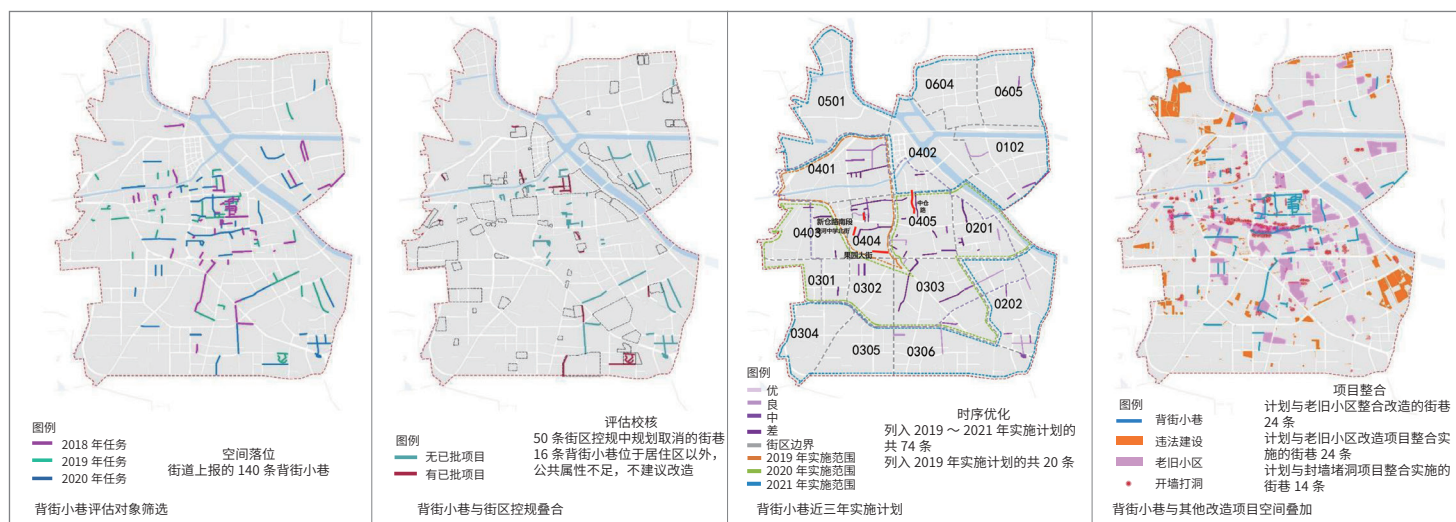 图例
2018 年任务
2019 年任务
2020 年任务
空间落位
街道上报的 140 条背街小巷
背街小巷评估对象筛选
图例
无已批项目
有已批项目
评估校核
50 条街区控规中规划取消的街巷
16 条背街小巷位于居住区以外，
公共属性不足，不建议改造
背街小巷与街区控规叠合
0501
0604
0605
0401
0402
0102
中仓路
新仓路南段
0405
0201
0403
0404
果园大街
0301
0302
0303
0202
0304
0305
0306
图例
优
良
中
差
街区边界
2019 年实施范围
2020 年实施范围
2021 年实施范围
时序优化
列入 2019 ～ 2021 年实施计划的
共 74 条
列入 2019 年实施计划的共 20 条
背街小巷近三年实施计划
图例
背街小巷
违法建设
老旧小区
开墙打洞
项目整合
计划与老旧小区整合改造的街巷
24 条
计划与老旧小区改造项目整合实
施的街巷 24 条
计划与封墙堵洞项目整合实施的
街巷 14 条
背街小巷与其他改造项目空间叠加